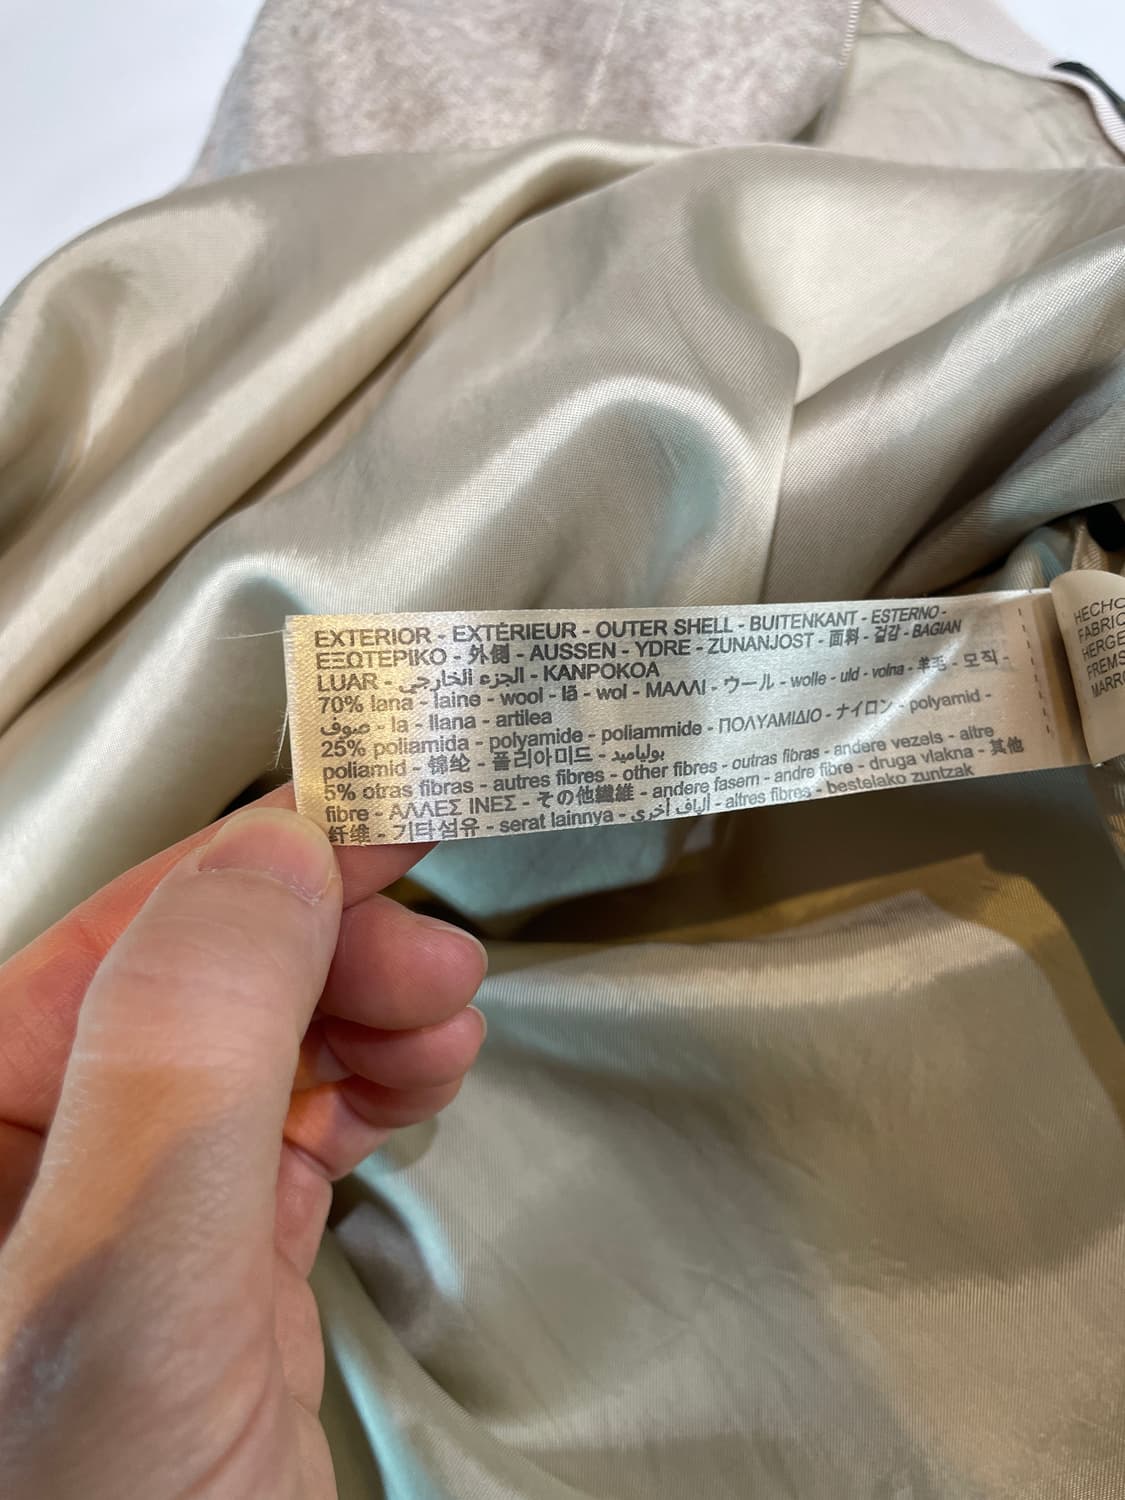 EXTERIOR - EXTÉRIEUR - OUTER SHELL - BUITENKANT - ESTERNO -
ΕΞΩΤΕΡΙΚΟ - 外側 - AUSSEN - YDRE - ZUNANJOST - 面料 - 겉감 - BAGIAN
LUAR - الجزء الخارجي - KANPOKOA
70% lana - laine - wool - lã - wol - ΜΑΛΛΙ - ウール - wolle - uld - volna - 羊毛 - 모직 -
صوف - la - llana - artilea
25% poliamida - polyamide - poliammide - ΠΟΛΥΑΜΙΔΙΟ - ナイロン - polyamid -
poliamid - 锦纶 - 폴리아미드 - بولياميد
5% otras fibras - autres fibres - other fibres - outras fibras - andere vezels - altre
fibre - ΑΛΛΕΣ ΙΝΕΣ - その他繊維 - andere fasern - andre fibre - druga vlakna - 其他
纤维 - 기타섬유 - serat lainnya - ألياف أخرى - altres fibres - bestelako zuntzak
HECHO
FABRIQ
HERGE
FREMS
MARRO